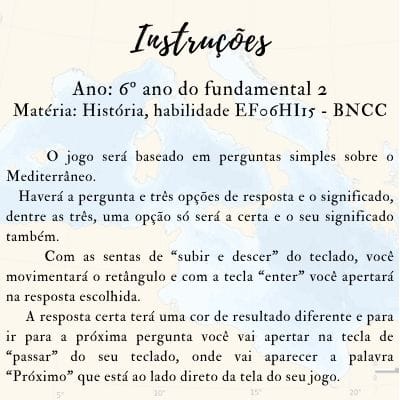 Instruções
Ano: 6º ano do fundamental 2
Matéria: História, habilidade EF06HI15 - BNCC
O jogo será baseado em perguntas simples sobre o
Mediterrâneo.
Haverá a pergunta e três opções de resposta e o significado,
dentre as três, uma opção só será a certa e o seu significado
também.
Com as sentas de “subir e descer” do teclado, você
movimentará o retângulo e com a tecla “enter” você apertará
na resposta escolhida.
A resposta certa terá uma cor de resultado diferente e para
ir para a próxima pergunta você vai apertar na tecla de
“passar” do seu teclado, onde vai aparecer a palavra
“Próximo” que está ao lado direto da tela do seu jogo.
5°
10°
15°
20°